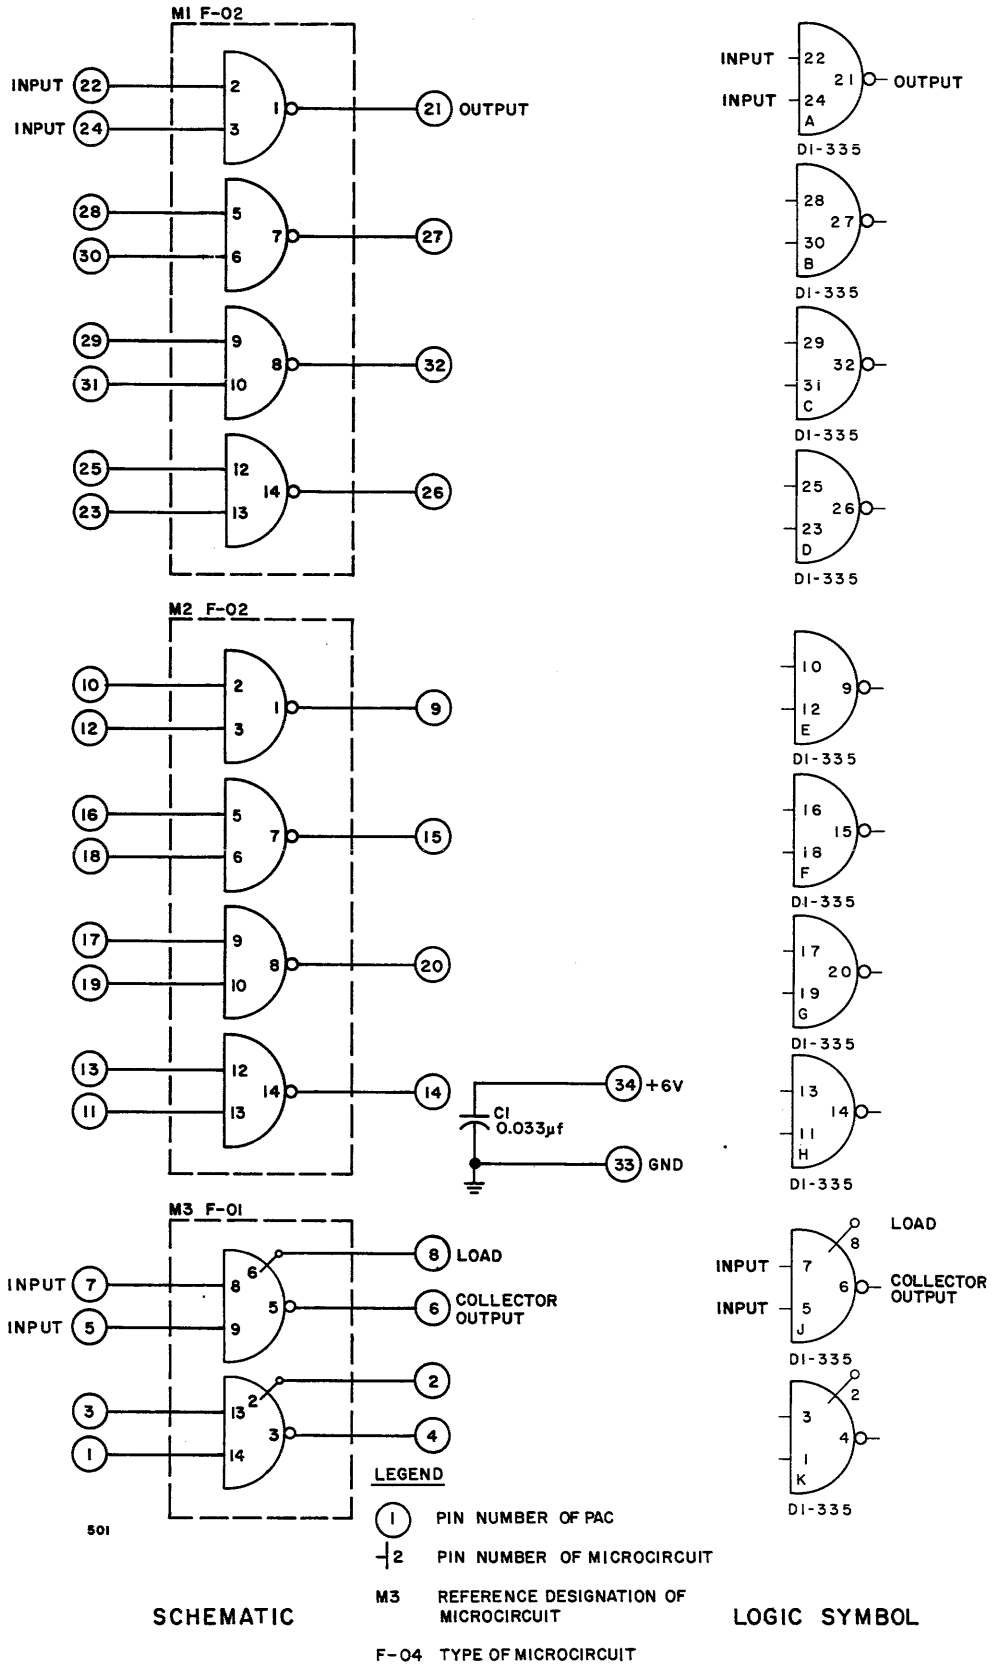 M1 F-02
INPUT 22 2
1 21 OUTPUT
INPUT 24 3
28 5
7 27
30 6
29 9
8 32
31 10
25 12
14 26
23 13
M2 F-02
10 2
1 9
12 3
16 5
7 15
18 6
17 9
8 20
19 10
13 12
14 14
11 13
34 +6V
C1
0.033µf
33 GND
M3 F-01
6 8 LOAD
INPUT 7 8
5 6 COLLECTOR
OUTPUT
INPUT 5 9
2 2
3 13
3 4
1 14
LEGEND
1 PIN NUMBER OF PAC
2 PIN NUMBER OF MICROCIRCUIT
M3 REFERENCE DESIGNATION OF
MICROCIRCUIT
F-04 TYPE OF MICROCIRCUIT
501
SCHEMATIC
INPUT 22
21 OUTPUT
INPUT 24
A
DI-335
28
27
30
B
DI-335
29
32
31
C
DI-335
25
26
23
D
DI-335
10
9
12
E
DI-335
16
15
18
F
DI-335
17
20
19
G
DI-335
13
14
11
H
DI-335
LOAD
8
INPUT 7
6 COLLECTOR
OUTPUT
INPUT 5
J
DI-335
2
3
4
1
K
DI-335
LOGIC SYMBOL